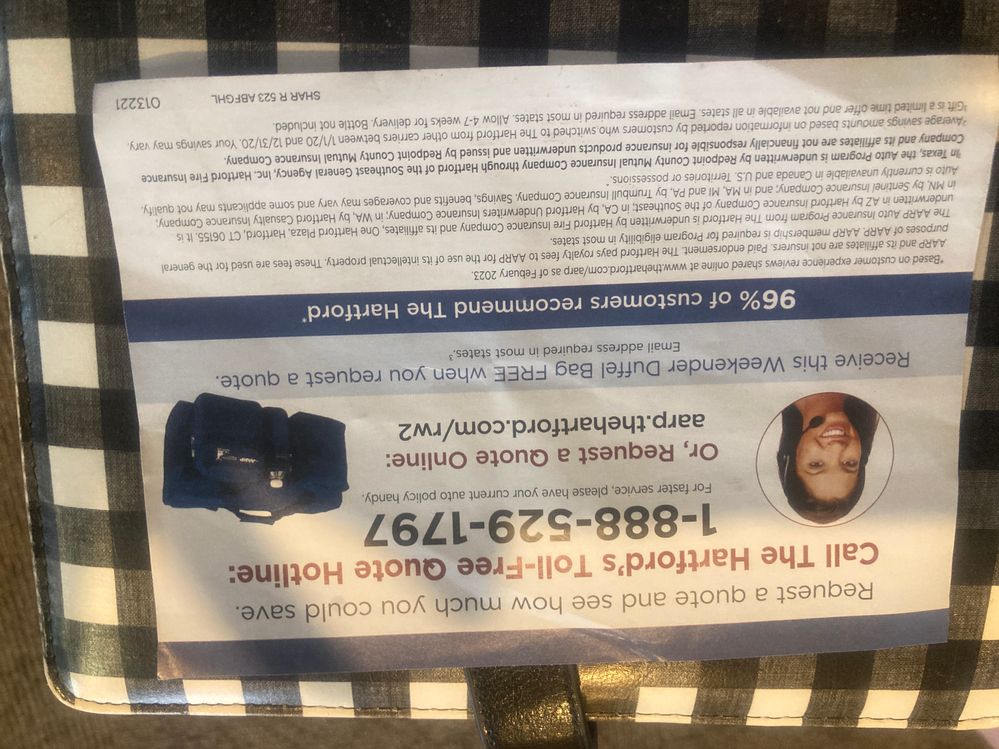 Request a quote and see how much you could save.
Call The Hartford's Toll-Free Quote Hotline:
1-888-529-1797
For faster service, please have your current auto policy handy.
Or, Request a Quote Online:
aarp.thehartford.com/rw2
Receive this Weekender Duffel Bag FREE when you request a quote.
Email address required in most states.³
96% of customers recommend The Hartford*
*Based on customer experience reviews shared online at www.thehartford.com/aarp as of Febuary 2023.
AARP and its affiliates are not insurers. Paid endorsement. The Hartford pays royalty fees to AARP for the use of its intellectual property. These fees are used for the general
purposes of AARP. AARP membership is required for Program eligibility in most states.
The AARP Auto Insurance Program from The Hartford is underwritten by Hartford Fire Insurance Company and its affiliates, One Hartford Plaza, Hartford, CT 06155. It is
underwritten in AZ by Hartford Insurance Company of the Southeast; in CA, by Hartford Underwriters Insurance Company; in WA, by Hartford Casualty Insurance Company;
in MN, by Sentinel Insurance Company; and in MA, MI and PA, by Trumbull Insurance Company. Savings, benefits and coverages may vary and some applicants may not qualify.
Auto is currently unavailable in Canada and U.S. Territories or possessions.
¹In Texas, the Auto Program is underwritten by Redpoint County Mutual Insurance Company through Hartford of the Southeast General Agency, Inc. Hartford Fire Insurance
Company and its affiliates are not financially responsible for insurance products underwritten and issued by Redpoint County Mutual Insurance Company.
²Average savings amounts based on information reported by customers who switched to The Hartford from other carriers between 1/1/20 and 12/31/20. Your savings may vary.
³Gift is a limited time offer and not available in all states. Email address required in most states. Allow 4-7 weeks for delivery. Bottle not included.
SHAR R 523 ABFGHL 013221